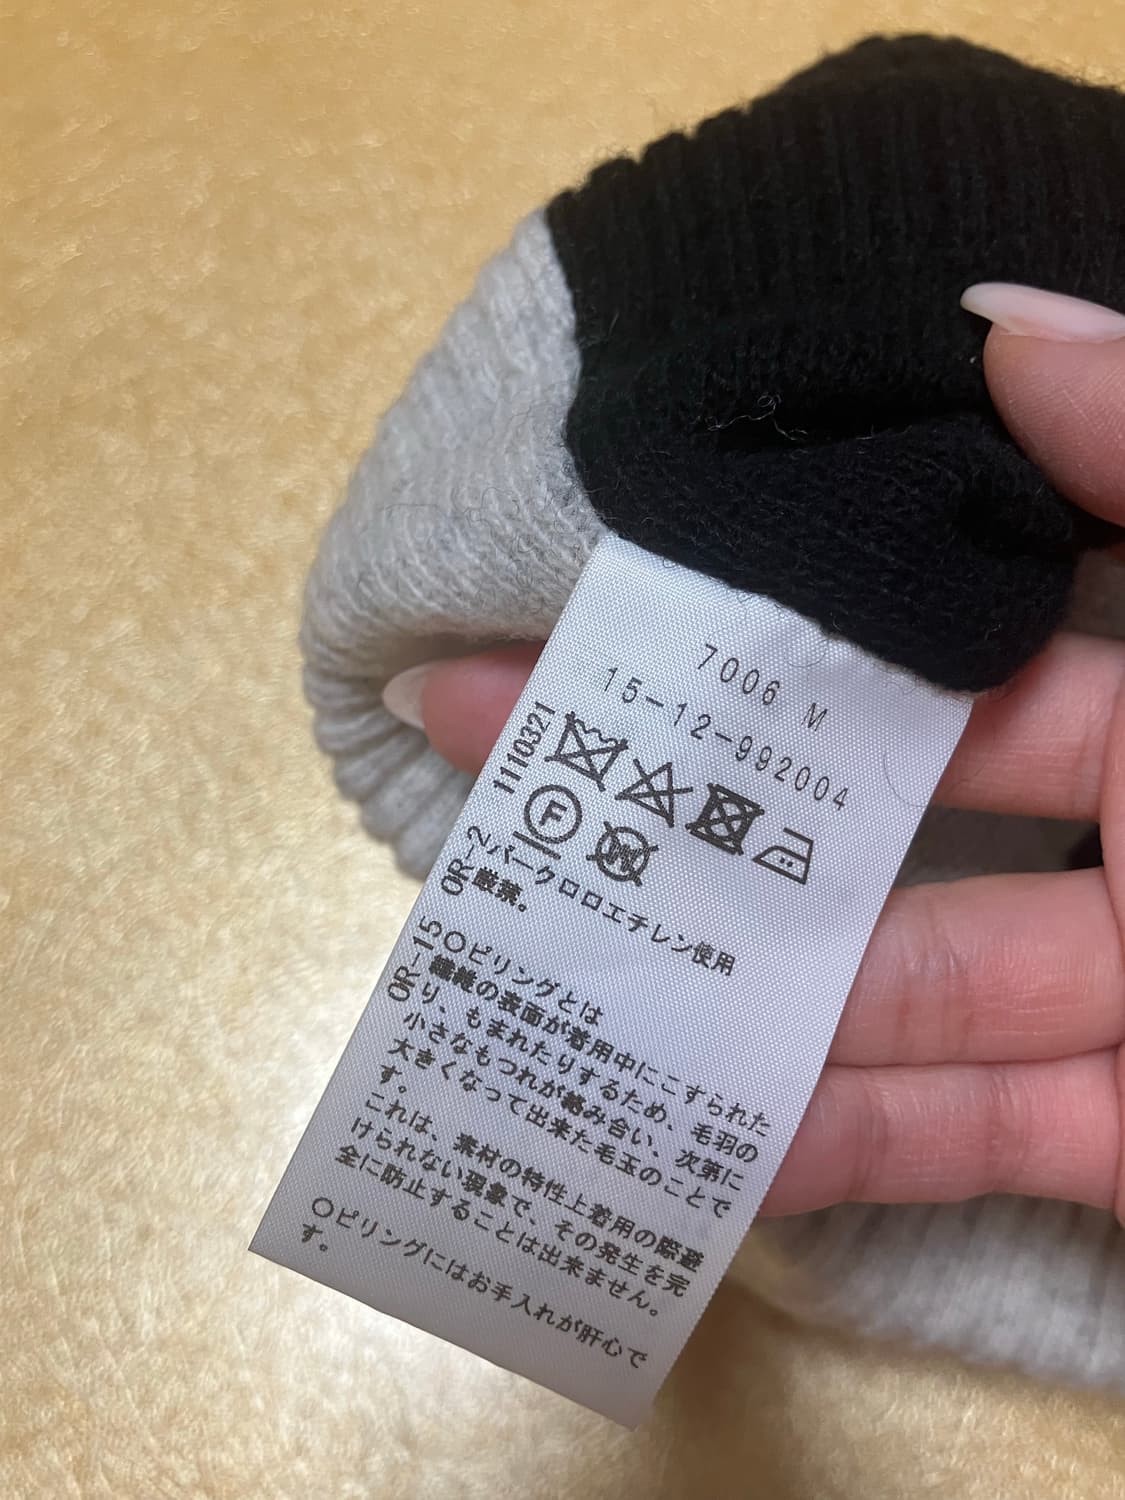 7006 M
15-12-992004
1110321
F
W
OR-2 パークロロエチレン使用
厳禁。
OR-15 〇ピリングとは
繊維の表面が着用中にこすられた
り、もまれたりするため、毛羽の
小さなもつれが絡み合い、次第に
大きくなって出来た毛玉のことで
す。
これは、素材の特性上着用の際避
けられない現象で、その発生を完
全に防止することは出来ません。
〇ピリングにはお手入れが肝心で
す。